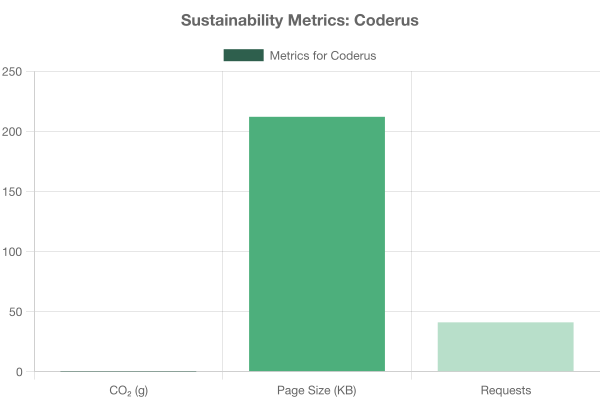 Sustainability Metrics: Coderus
Metrics for Coderus
250
200
150
100
50
0
CO₂ (g) Page Size (KB) Requests